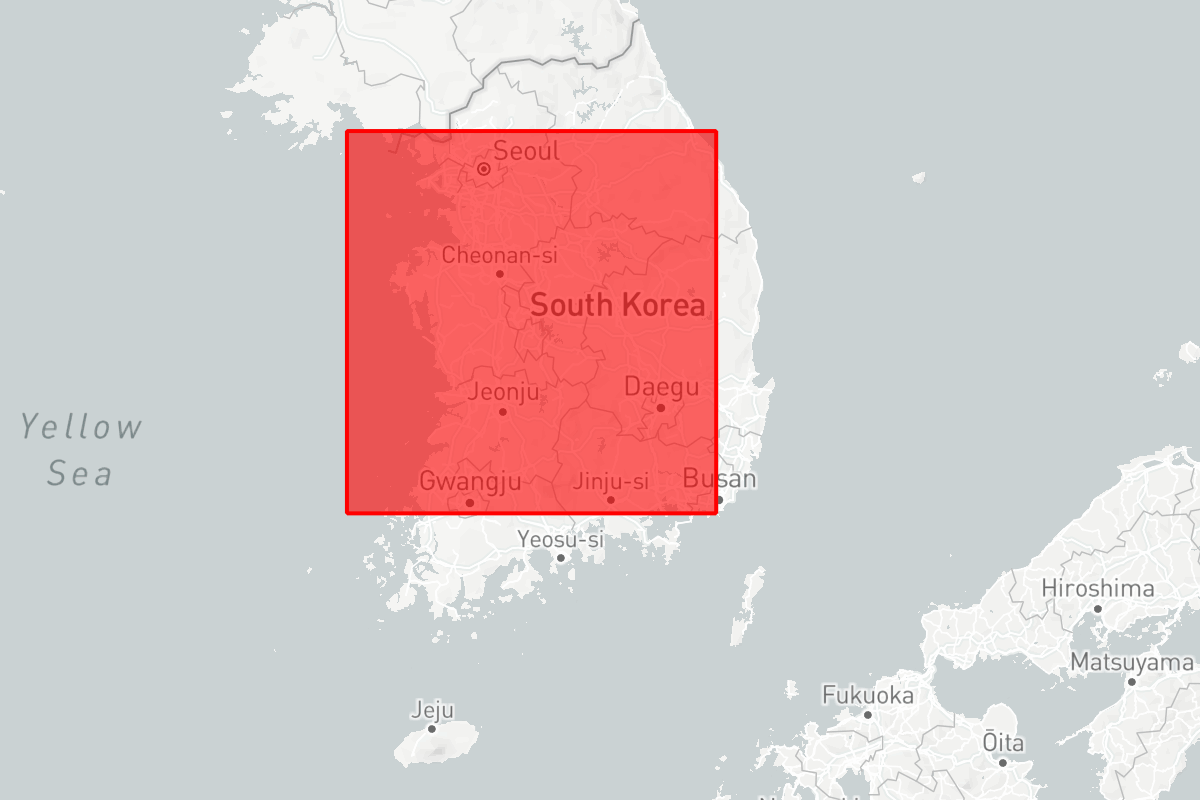 Seoul
Cheonan-si
South Korea
Jeonju
Daegu
Yellow
Sea
Gwangju
Jinju-si
Busan
Yeosu-si
Hiroshima
Matsuyama
Fukuoka
Jeju
Ōita